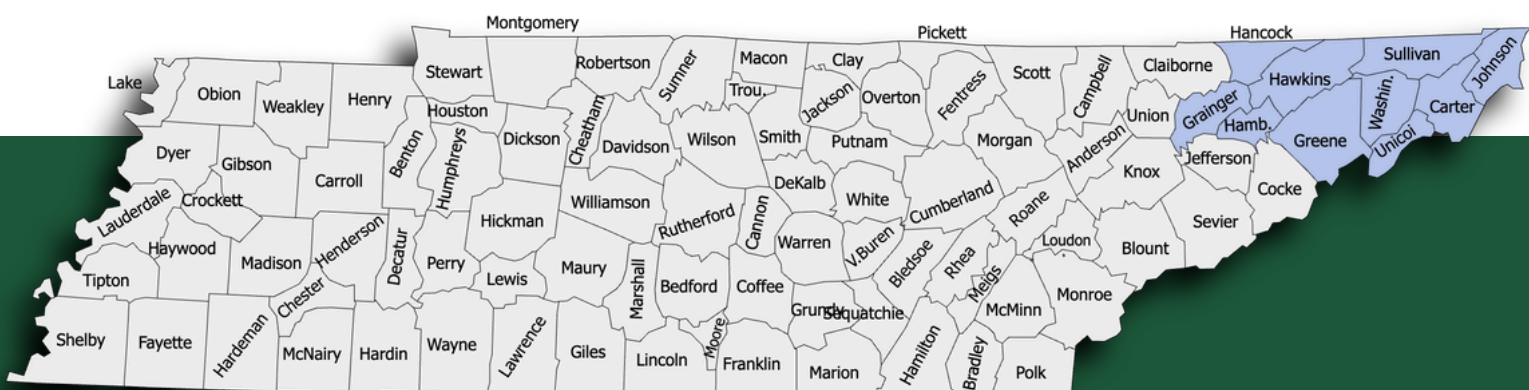 Montgomery
Pickett
Hancock
Lake
Obion
Weakley
Henry
Stewart
Houston
Robertson
Sumner
Macon
Trou.
Clay
Jackson
Overton
Fentress
Scott
Campbell
Claiborne
Union
Grainger
Hawkins
Hamb.
Sullivan
Washin.
Johnson
Carter
Unicoi
Greene
Dyer
Gibson
Carroll
Benton
Humphreys
Dickson
Cheatham
Davidson
Wilson
Smith
Putnam
DeKalb
White
Cumberland
Morgan
Anderson
Knox
Jefferson
Cocke
Sevier
Lauderdale
Crockett
Haywood
Madison
Henderson
Decatur
Perry
Hickman
Lewis
Williamson
Maury
Rutherford
Cannon
Warren
V.Buren
Bledsoe
Rhea
Roane
Loudon
Meigs
Blount
Monroe
Tipton
Chester
Marshall
Bedford
Coffee
Grundy
Sequatchie
McMinn
Shelby
Fayette
Hardeman
McNairy
Hardin
Wayne
Lawrence
Giles
Lincoln
Moore
Franklin
Marion
Hamilton
Bradley
Polk